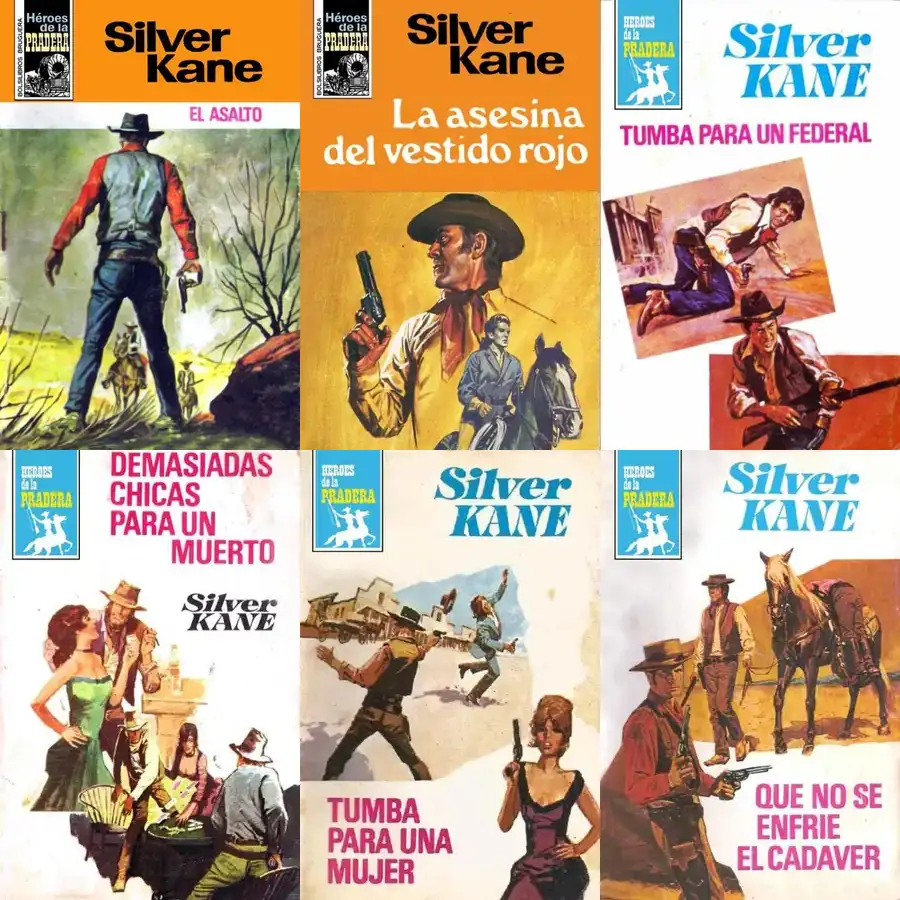 BOLSILIBROS BRUGUERA
Héroes
de la
PRADERA
Silver
Kane
EL ASALTO
BOLSILIBROS BRUGUERA
Héroes
de la
PRADERA
Silver
Kane
La asesina
del vestido rojo
HEROES
de la
PRADERA
Silver
KANE
TUMBA PARA UN FEDERAL
HEROES
de la
PRADERA
DEMASIADAS
CHICAS
PARA UN
MUERTO
Silver
KANE
HEROES
de la
PRADERA
Silver
KANE
TUMBA
PARA UNA
MUJER
HEROES
de la
PRADERA
Silver
KANE
QUE NO SE
ENFRIE
EL CADAVER